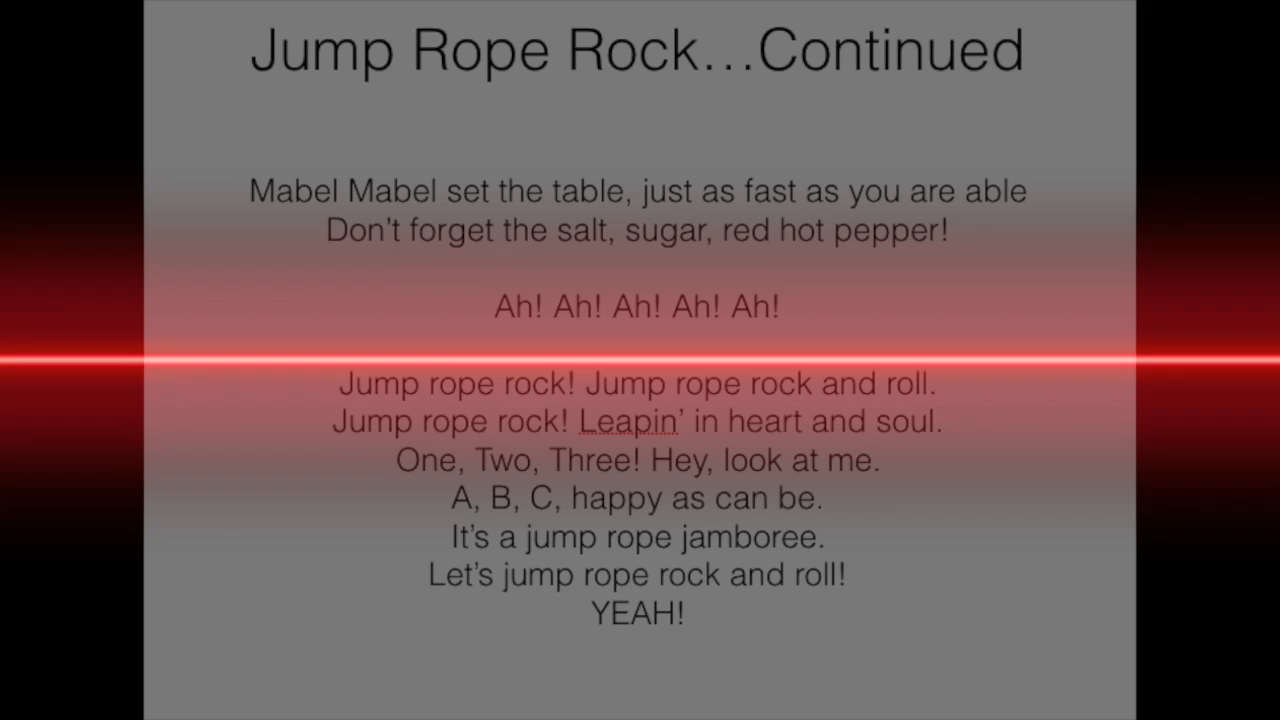 Jump Rope Rock…Continued
Mabel Mabel set the table, just as fast as you are able
Don’t forget the salt, sugar, red hot pepper!
Ah! Ah! Ah! Ah! Ah!
Jump rope rock! Jump rope rock and roll.
Jump rope rock! Leapin’ in heart and soul.
One, Two, Three! Hey, look at me.
A, B, C, happy as can be.
It’s a jump rope jamboree.
Let’s jump rope rock and roll!
YEAH!